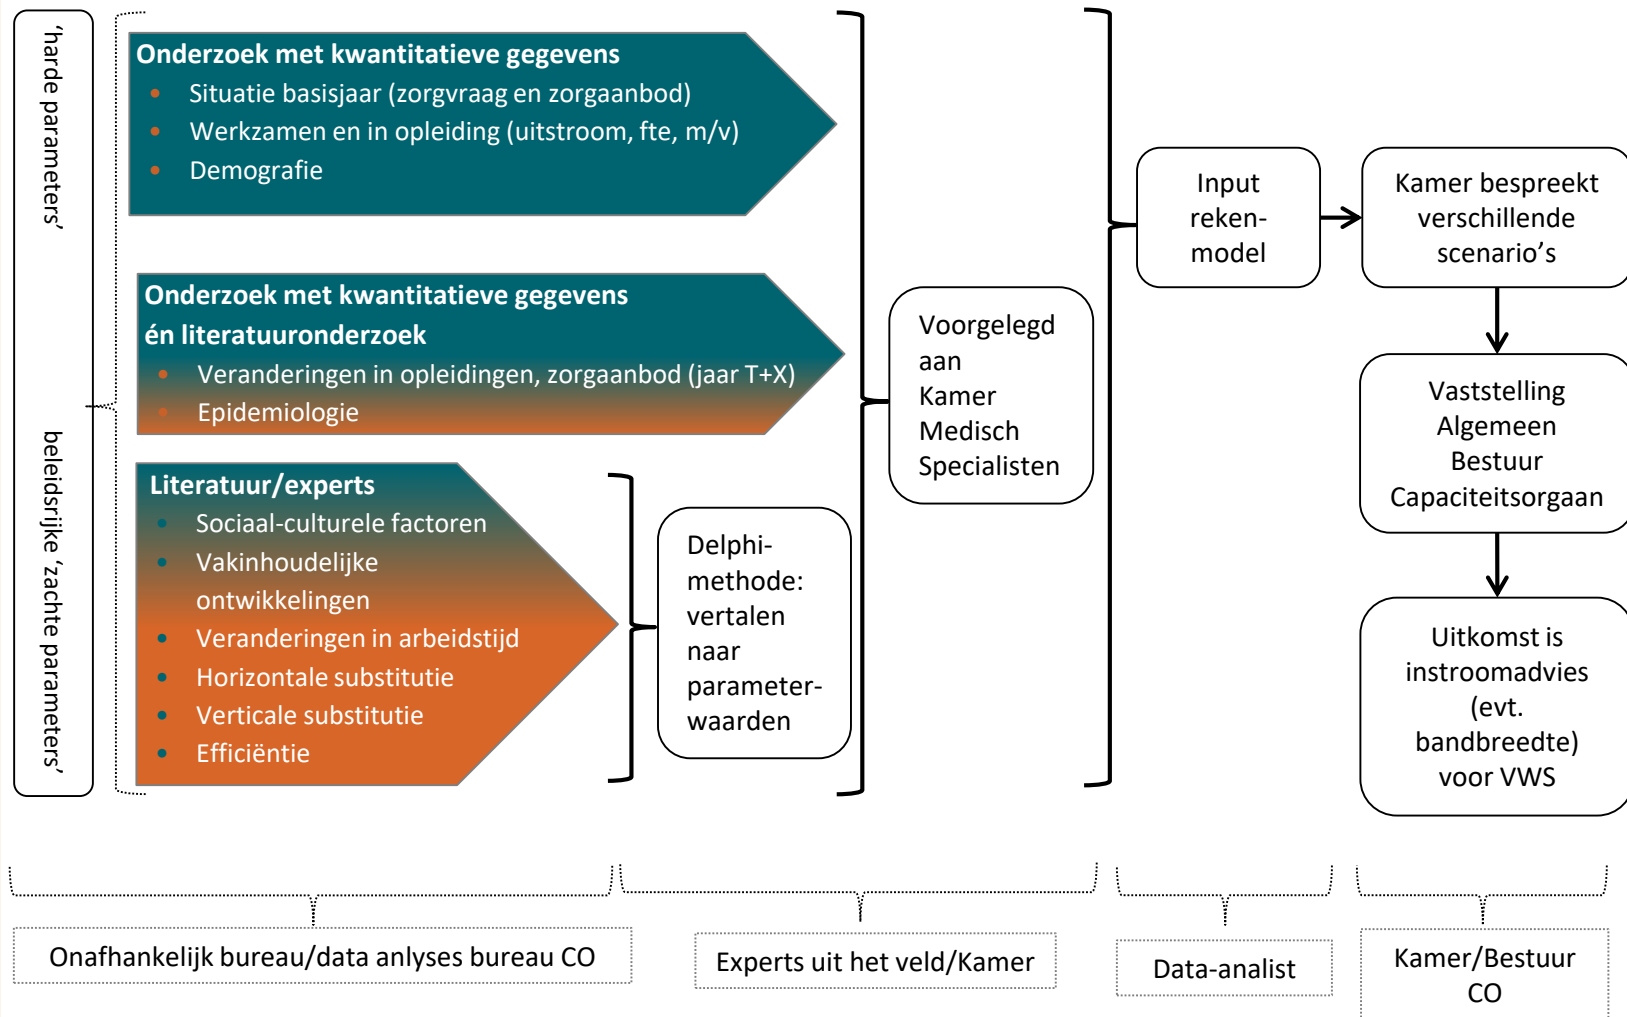 ‘harde parameters’
beleidsrijke ‘zachte parameters’
Onderzoek met kwantitatieve gegevens
• Situatie basisjaar (zorgvraag en zorgaanbod)
• Werkzamen en in opleiding (uitstroom, fte, m/v)
• Demografie
Onderzoek met kwantitatieve gegevens
én literatuuronderzoek
• Veranderingen in opleidingen, zorgaanbod (jaar T+X)
• Epidemiologie
Literatuur/experts
• Sociaal-culturele factoren
• Vakinhoudelijke
ontwikkelingen
• Veranderingen in arbeidstijd
• Horizontale substitutie
• Verticale substitutie
• Efficiëntie
Delphi-
methode:
vertalen
naar
parameter-
waarden
Voorgelegd
aan
Kamer
Medisch
Specialisten
Input
reken-
model
Kamer bespreekt
verschillende
scenario’s
Vaststelling
Algemeen
Bestuur
Capaciteitsorgaan
Uitkomst is
instroomadvies
(evt.
bandbreedte)
voor VWS
Onafhankelijk bureau/data anlyses bureau CO
Experts uit het veld/Kamer
Data-analist
Kamer/Bestuur
CO